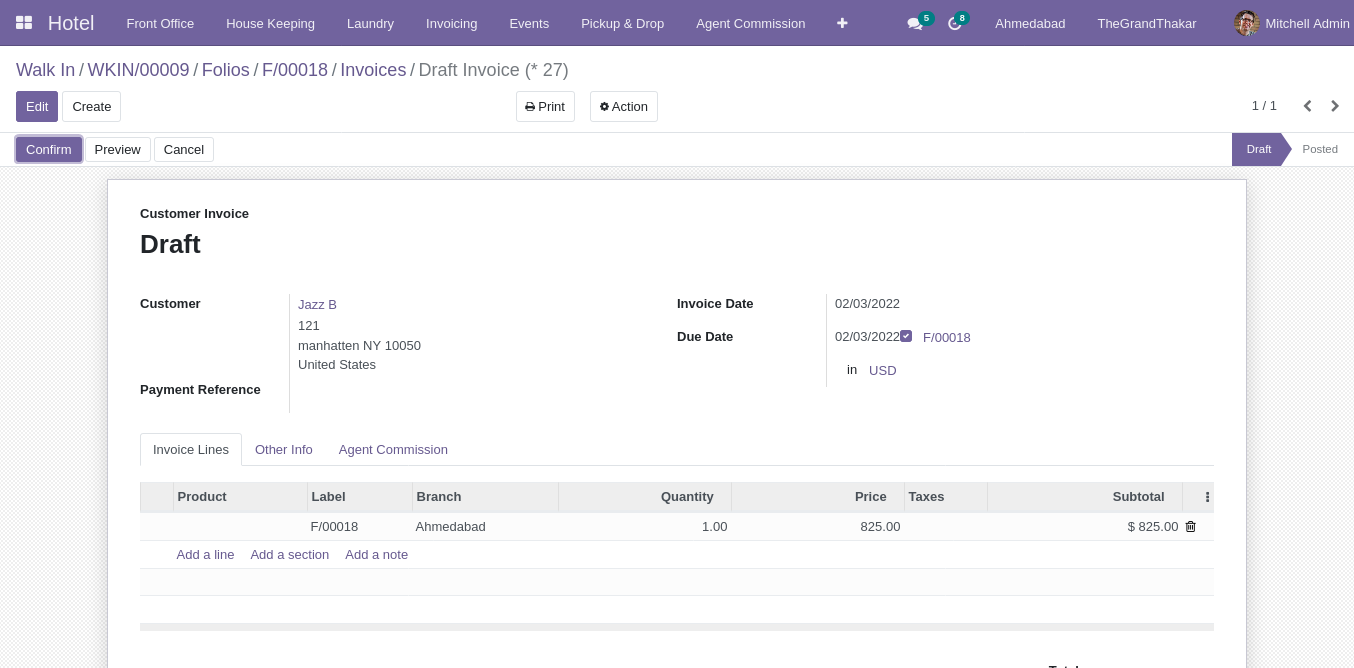 Hotel Front Office House Keeping Laundry Invoicing Events Pickup & Drop Agent Commission 5 8 Ahmedabad TheGrandThakar Mitchell Admin
Walk In / WKIN/00009 / Folios / F/00018 / Invoices / Draft Invoice (* 27)
Edit Create Print Action 1 / 1
Confirm Preview Cancel Draft Posted
Customer Invoice
Draft
Customer Jazz B Invoice Date 02/03/2022
121
Due Date 02/03/2022 F/00018
manhatten NY 10050
United States
in USD
Payment Reference
Invoice Lines Other Info Agent Commission
Product Label Branch Quantity Price Taxes Subtotal
F/00018 Ahmedabad 1.00 825.00 $ 825.00
Add a line Add a section Add a note